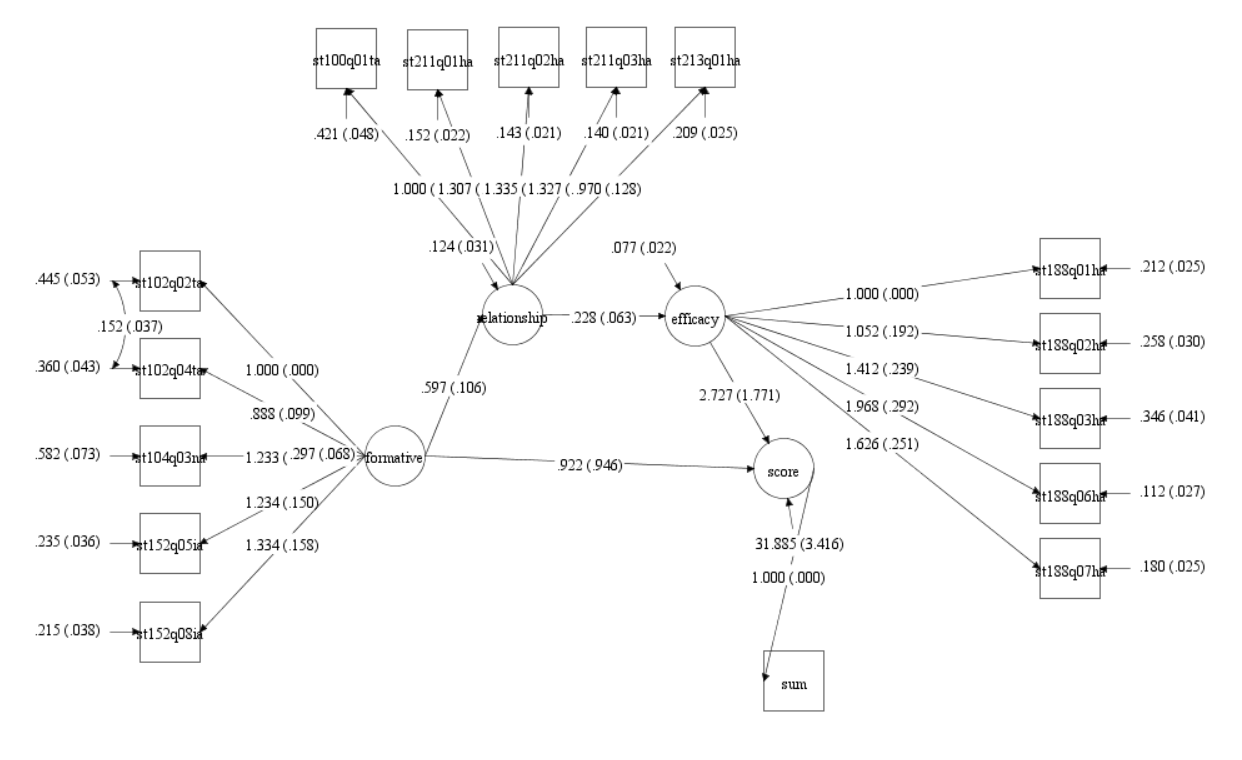 st100q01ta st211q01ha st211q02ha st211q03ha st213q01ha
.421 (.048) .152 (.022) .143 (.021) .140 (.021) .209 (.025)
1.000 ( 1.307 ( 1.335 ( 1.327 ( .970 (.128)
.124 (.031) .077 (.022)
.445 (.053) st102q02ta
st188q01ha .212 (.025)
1.000 (.000)
relationship .228 (.063) efficacy
.152 (.037)
1.052 (.192)
st188q02ha .258 (.030)
.360 (.043) st102q04ta
1.000 (.000)
1.412 (.239)
.597 (.106)
2.727 (1.771)
.888 (.099)
1.968 (.292)
st188q03ha .346 (.041)
1.626 (.251)
.582 (.073) st104q03na 1.233 ( .297 (.068) formative
.922 (.946) score
st188q06ha .112 (.027)
1.234 (.150)
.235 (.036) st152q05ia
1.334 (.158)
31.885 (3.416)
st188q07ha .180 (.025)
1.000 (.000)
.215 (.038) st152q08ia
sum